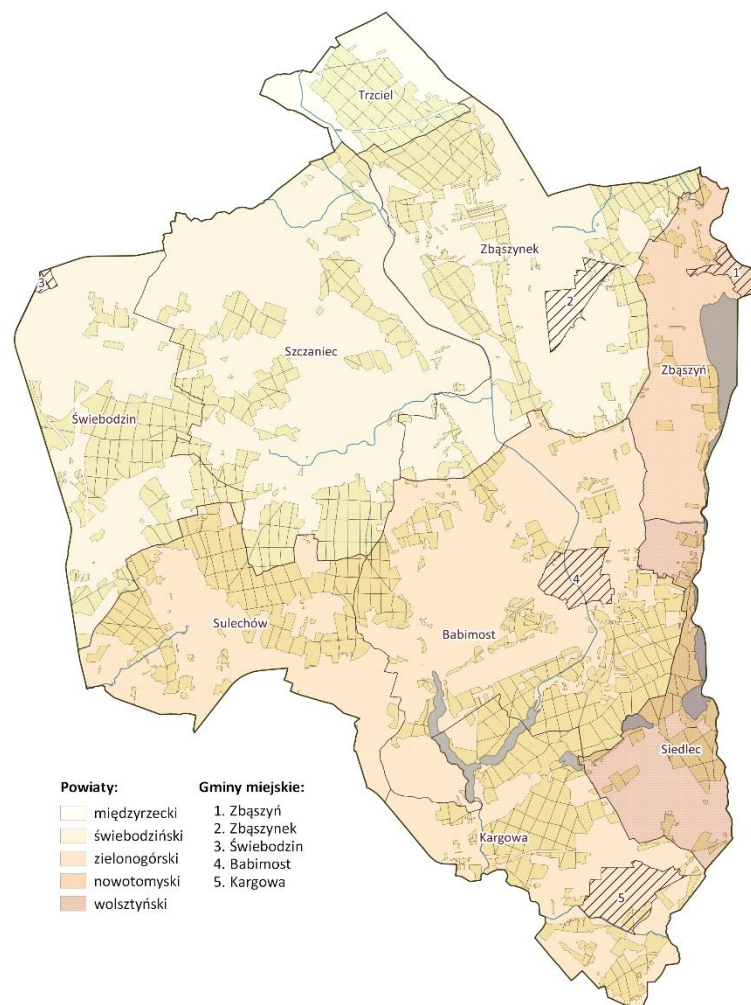 Trzciel
Zbąszynek
1
2
3
Szczaniec
Zbąszyń
Świebodzin
4
Sulechów
Babimost
Siedlec
Kargowa
5
Powiaty:
międzyrzecki
świebodziński
zielonogórski
nowotomyski
wolsztyński
Gminy miejskie:
1. Zbąszyń
2. Zbąszynek
3. Świebodzin
4. Babimost
5. Kargowa